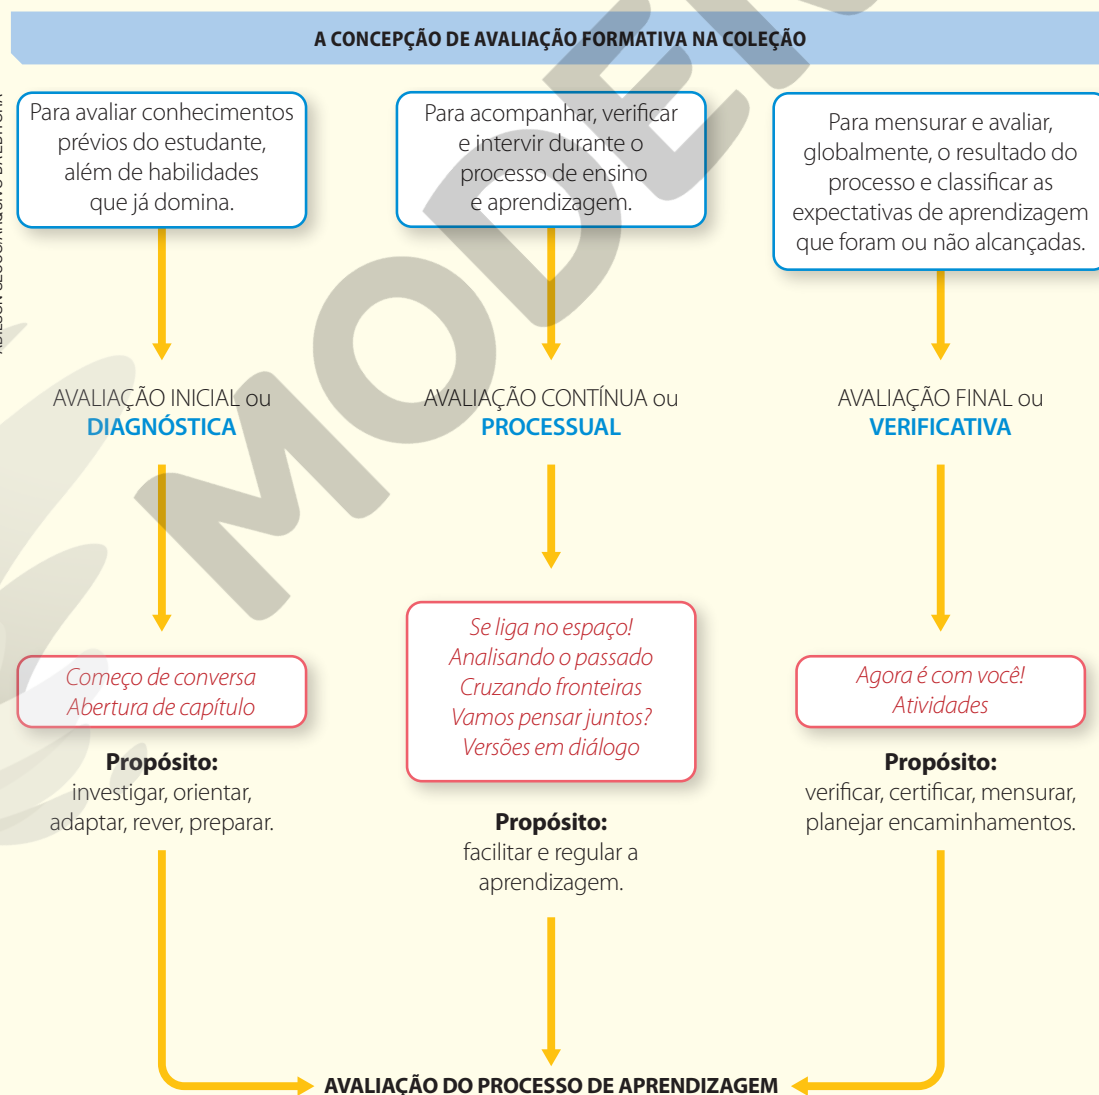 A CONCEPÇÃO DE AVALIAÇÃO FORMATIVA NA COLEÇÃO
Para avaliar conhecimentos
prévios do estudante,
além de habilidades
que já domina.
Para acompanhar, verificar
e intervir durante o
processo de ensino
e aprendizagem.
Para mensurar e avaliar,
globalmente, o resultado do
processo e classificar as
expectativas de aprendizagem
que foram ou não alcançadas.
AVALIAÇÃO INICIAL ou
DIAGNÓSTICA
AVALIAÇÃO CONTÍNUA ou
PROCESSUAL
AVALIAÇÃO FINAL ou
VERIFICATIVA
Começo de conversa
Abertura de capítulo
Propósito:
investigar, orientar,
adaptar, rever, preparar.
Se liga no espaço!
Analisando o passado
Cruzando fronteiras
Vamos pensar juntos?
Versões em diálogo
Propósito:
facilitar e regular a
aprendizagem.
Agora é com você!
Atividades
Propósito:
verificar, certificar, mensurar,
planejar encaminhamentos.
AVALIAÇÃO DO PROCESSO DE APRENDIZAGEM